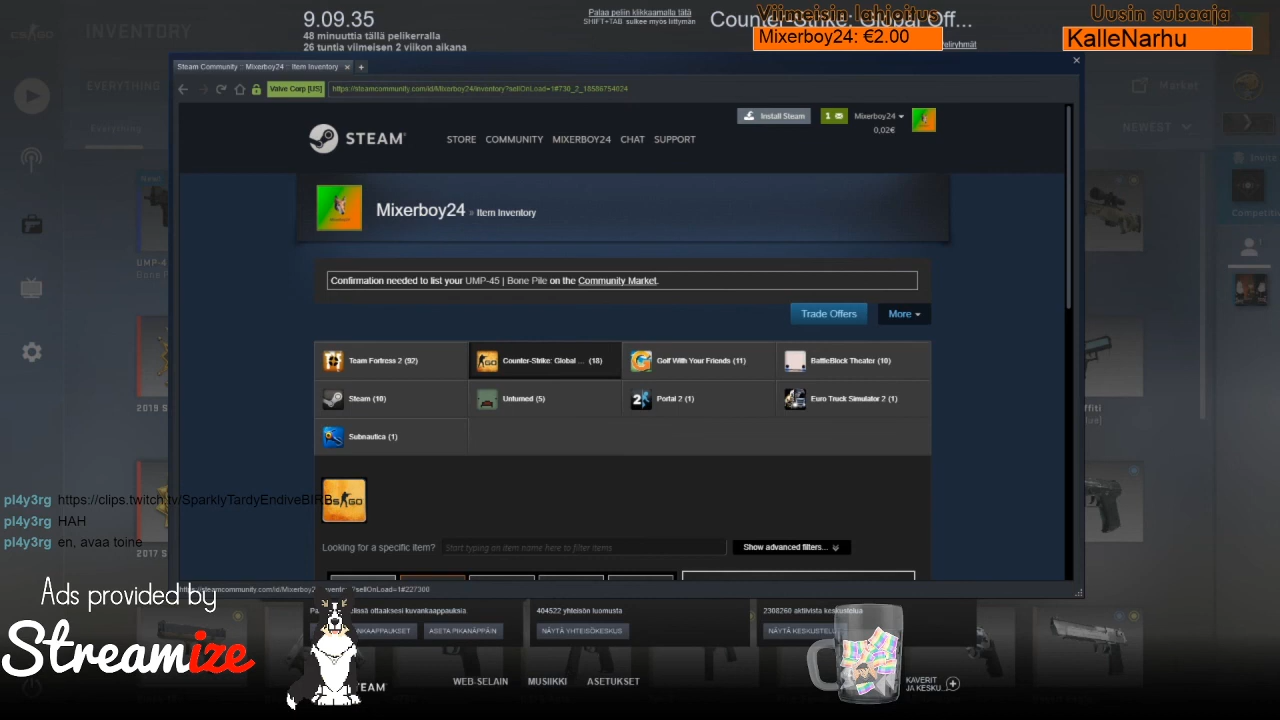 9.09.35
48 minuuttia tällä pelikerralla
26 tuntia viimeisen 2 viikon aikana
Palaa peliin klikkaamalla tätä
SHIFT+TAB sulkee myös liittymän
Counter-Strike: Global Off...
Viimeisin lahjoitus
Mixerboy24: €2.00
Uusin subaaja
KalleNarhu
INVENTORY
EVERYTHING
Everything
Market
NEWEST
Steam Community :: Mixerboy24 :: Item Inventory
Valve Corp [US]
https://steamcommunity.com/id/Mixerboy24/inventory?sellOnLoad=1#730_2_18586754024
Install Steam
1
Mixerboy24
0,02€
STEAM
STORE COMMUNITY MIXERBOY24 CHAT SUPPORT
Mixerboy24 » Item Inventory
Confirmation needed to list your UMP-45 | Bone Pile on the Community Market.
Trade Offers
More
Team Fortress 2 (92)
Counter-Strike: Global ... (18)
Golf With Your Friends (11)
BattleBlock Theater (10)
Steam (10)
Unturned (5)
Portal 2 (1)
Euro Truck Simulator 2 (1)
Subnautica (1)
Looking for a specific item?
Start typing an item name here to filter items
Show advanced filters...
pl4y3rg https://clips.twitch.tv/SparklyTardyEndiveBIRB
pl4y3rg HAH
pl4y3rg en, avaa toine
Ads provided by
Streamize
404522 yhteisön luomusta
2308260 aktiivista keskustelua
ASETA PIKANÄPPÄIN
NÄYTÄ YHTEISÖKESKUS
WEB-SELAIN MUSIIKKI ASETUKSET
KAVERIT
JA KESKU...